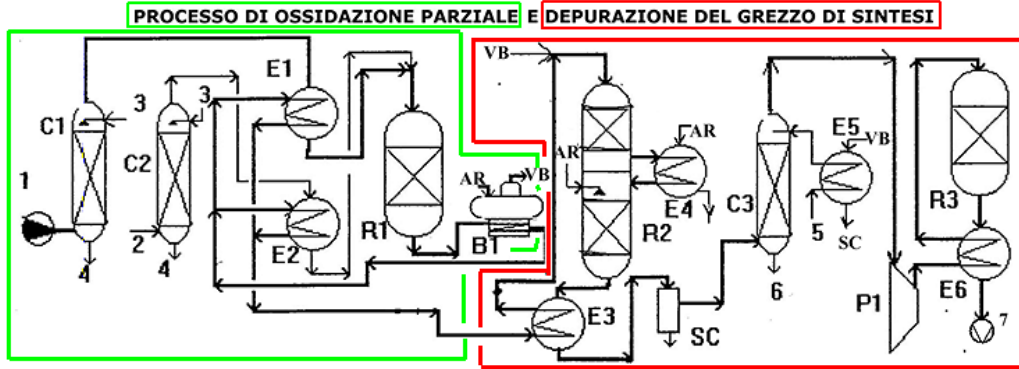 PROCESSO DI OSSIDAZIONE PARZIALE E DEPURAZIONE DEL GREZZO DI SINTESI
VB
E1
R3
C1
3
3
C2
AR
E5
VB
1
AR
VB
AR
E4
C3
R1
B1
R2
5
SC
E2
2
4
4
6
P1
E6
E3
SC
7